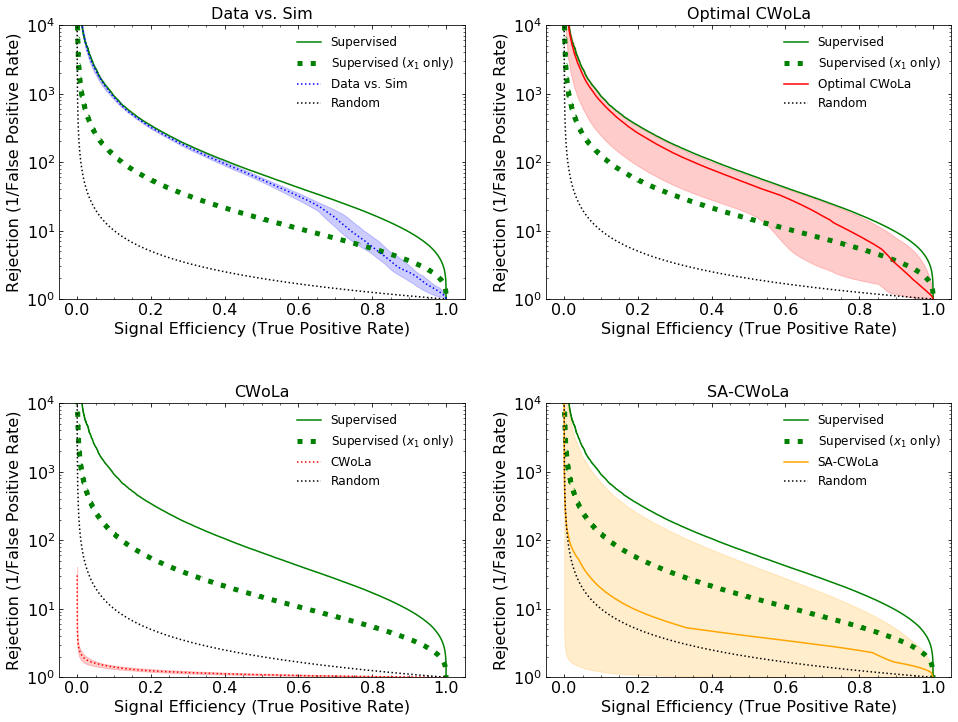 Data vs. Sim
Rejection (1/False Positive Rate)
10^4
10^3
10^2
10^1
10^0
Supervised
Supervised (x_1 only)
Data vs. Sim
Random
0.0 0.2 0.4 0.6 0.8 1.0
Signal Efficiency (True Positive Rate)
Optimal CWoLa
Rejection (1/False Positive Rate)
10^4
10^3
10^2
10^1
10^0
Supervised
Supervised (x_1 only)
Optimal CWoLa
Random
0.0 0.2 0.4 0.6 0.8 1.0
Signal Efficiency (True Positive Rate)
CWoLa
Rejection (1/False Positive Rate)
10^4
10^3
10^2
10^1
10^0
Supervised
Supervised (x_1 only)
CWoLa
Random
0.0 0.2 0.4 0.6 0.8 1.0
Signal Efficiency (True Positive Rate)
SA-CWoLa
Rejection (1/False Positive Rate)
10^4
10^3
10^2
10^1
10^0
Supervised
Supervised (x_1 only)
SA-CWoLa
Random
0.0 0.2 0.4 0.6 0.8 1.0
Signal Efficiency (True Positive Rate)